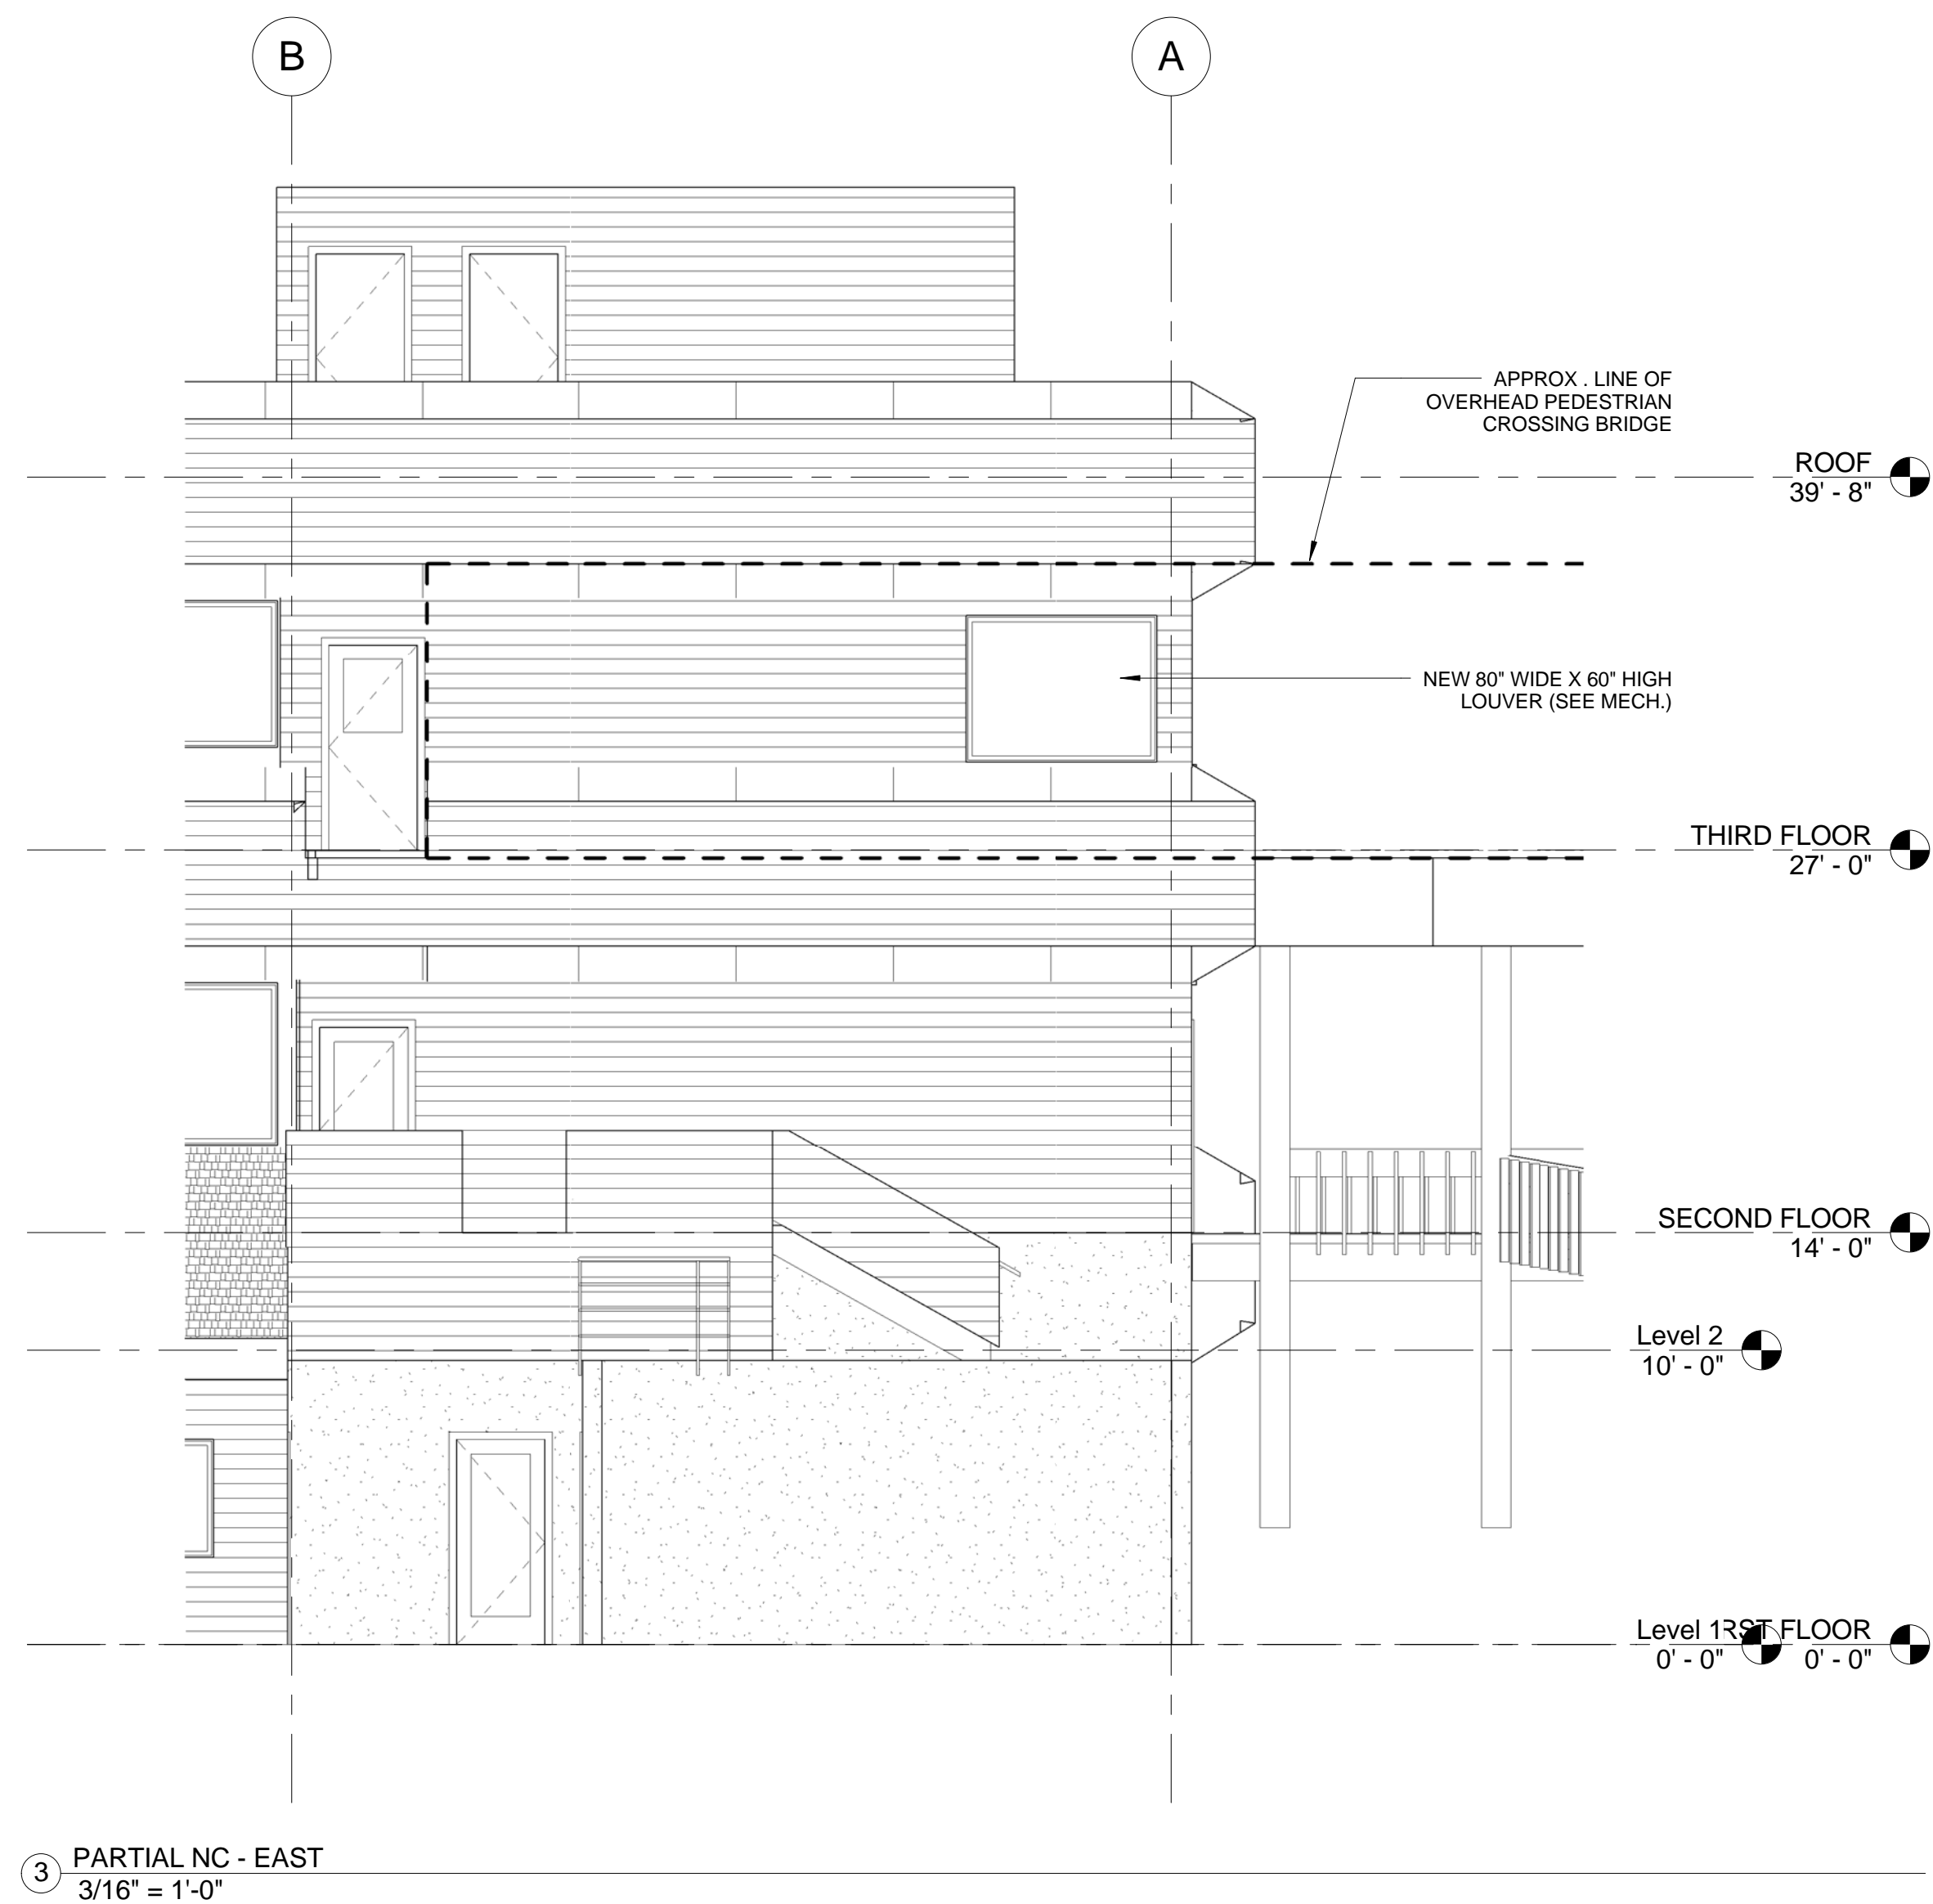 B
A
APPROX . LINE OF
OVERHEAD PEDESTRIAN
CROSSING BRIDGE
ROOF
39' - 8"
NEW 80" WIDE X 60" HIGH
LOUVER (SEE MECH.)
THIRD FLOOR
27' - 0"
SECOND FLOOR
14' - 0"
Level 2
10' - 0"
Level 1 RST FLOOR
0' - 0" 0' - 0"
3 PARTIAL NC - EAST
3/16" = 1'-0"